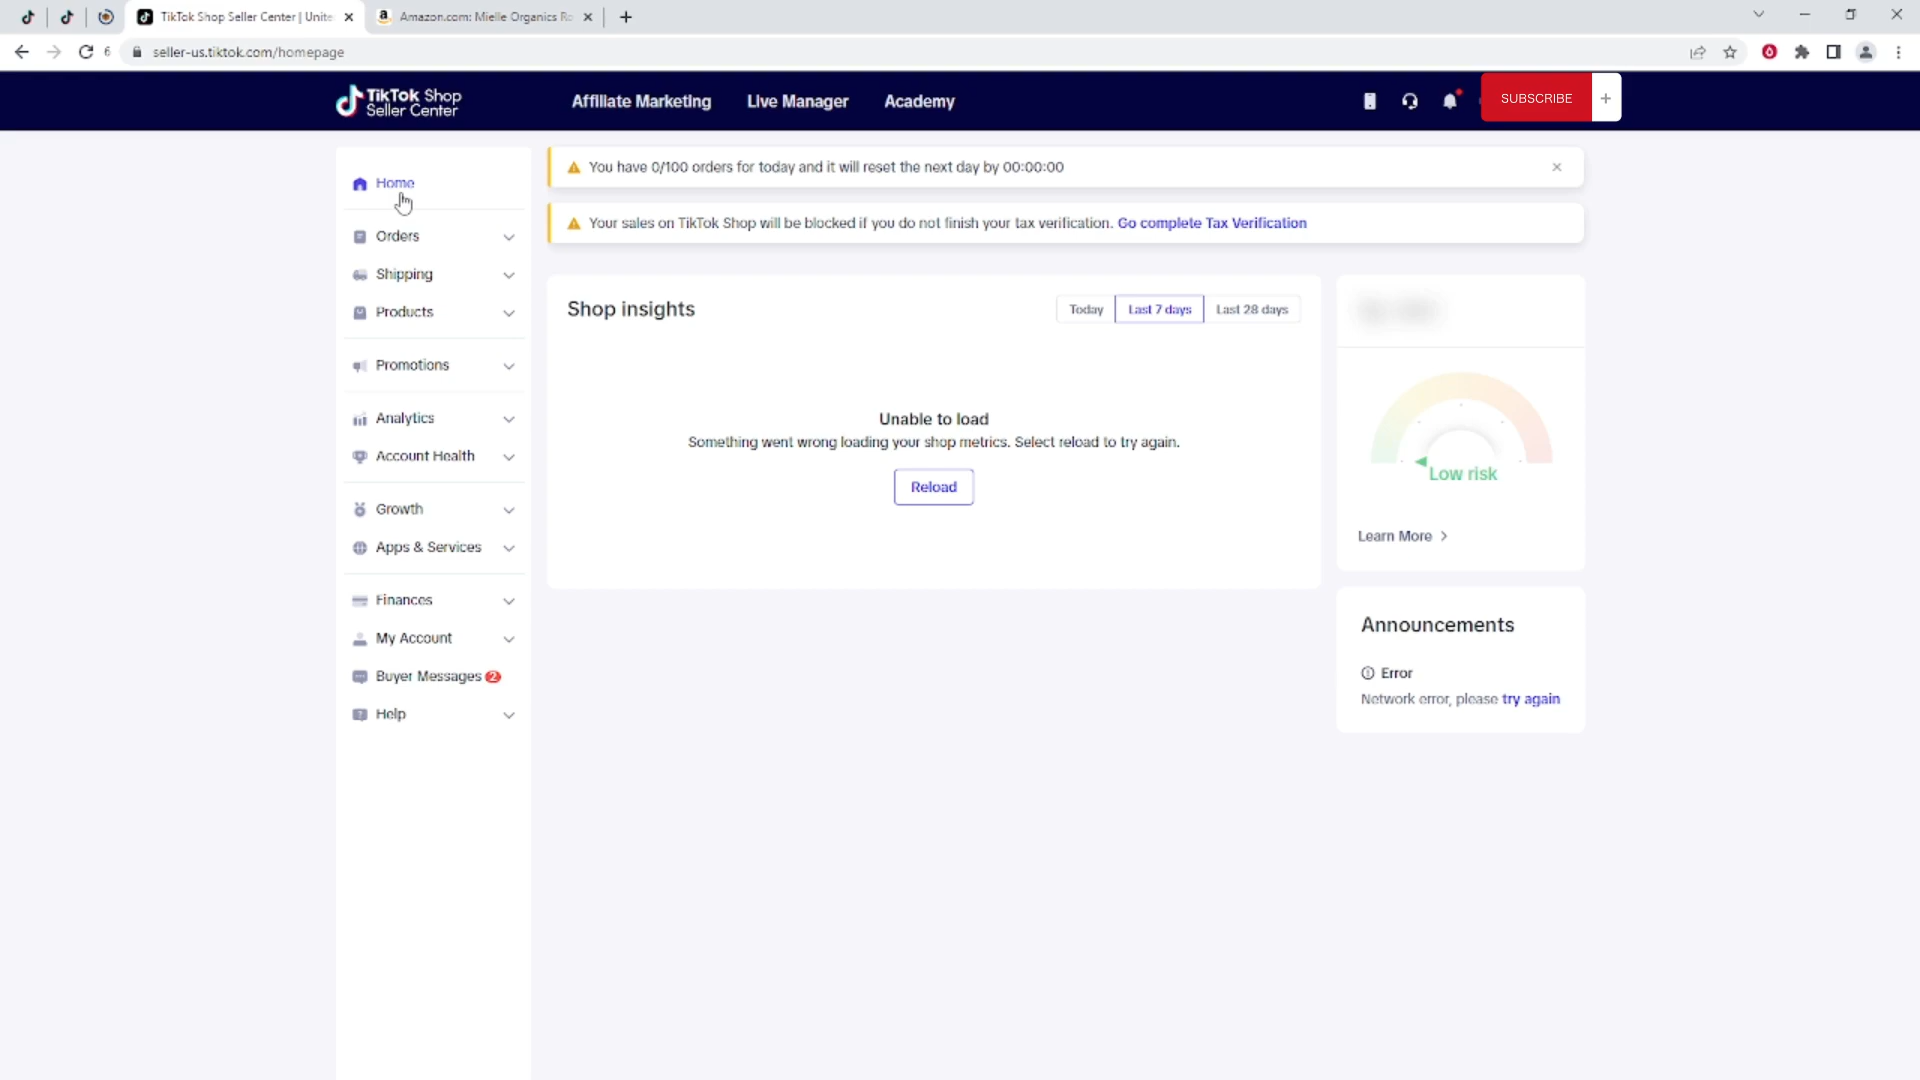 TikTok Shop Seller Center | Unite
Amazon.com: Mielle Organics Ro
6
seller-us.tiktok.com/homepage
TikTok Shop
Seller Center
Affiliate Marketing
Live Manager
Academy
SUBSCRIBE
Home
Orders
Shipping
Products
Promotions
Analytics
Account Health
Growth
Apps & Services
Finances
My Account
Buyer Messages 2
Help
You have 0/100 orders for today and it will reset the next day by 00:00:00
Your sales on TikTok Shop will be blocked if you do not finish your tax verification. Go complete Tax Verification
Shop insights
Today
Last 7 days
Last 28 days
Unable to load
Something went wrong loading your shop metrics. Select reload to try again.
Reload
Low risk
Learn More
Announcements
Error
Network error, please try again